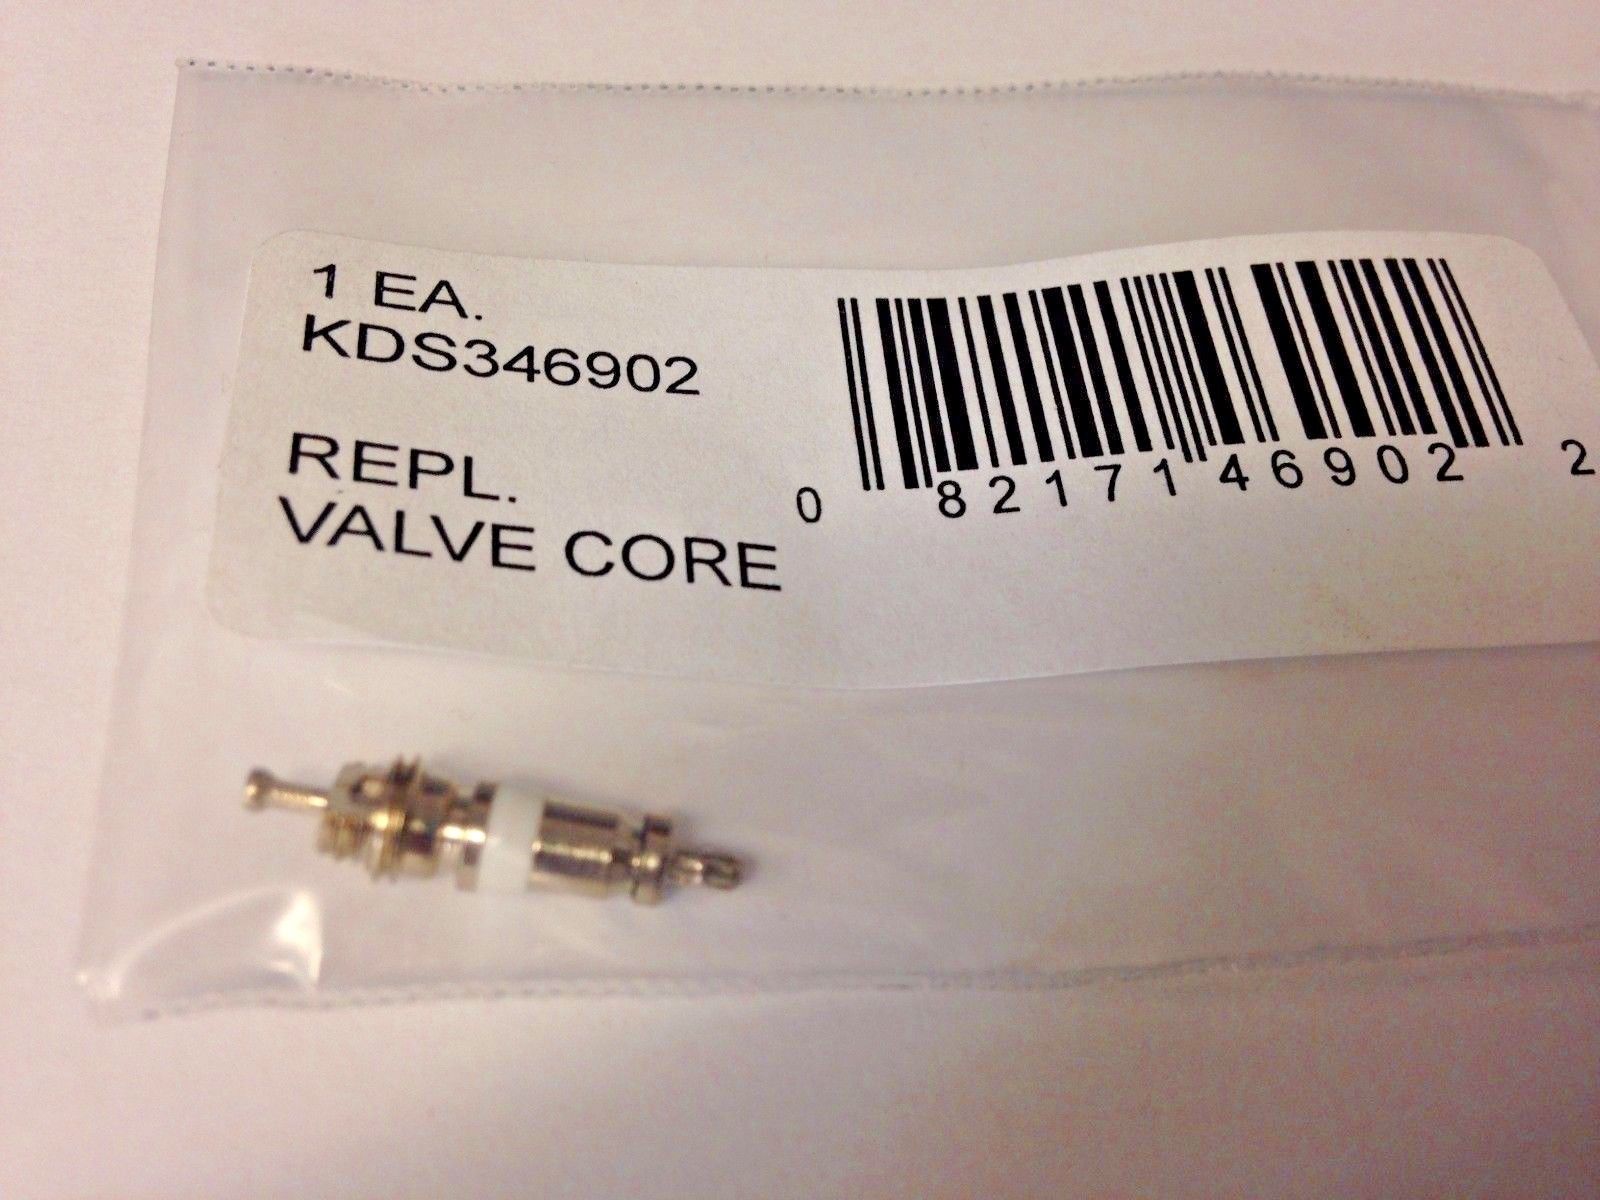 1 EA.
KDS346902
REPL.
VALVE CORE
0 82171 46902 2